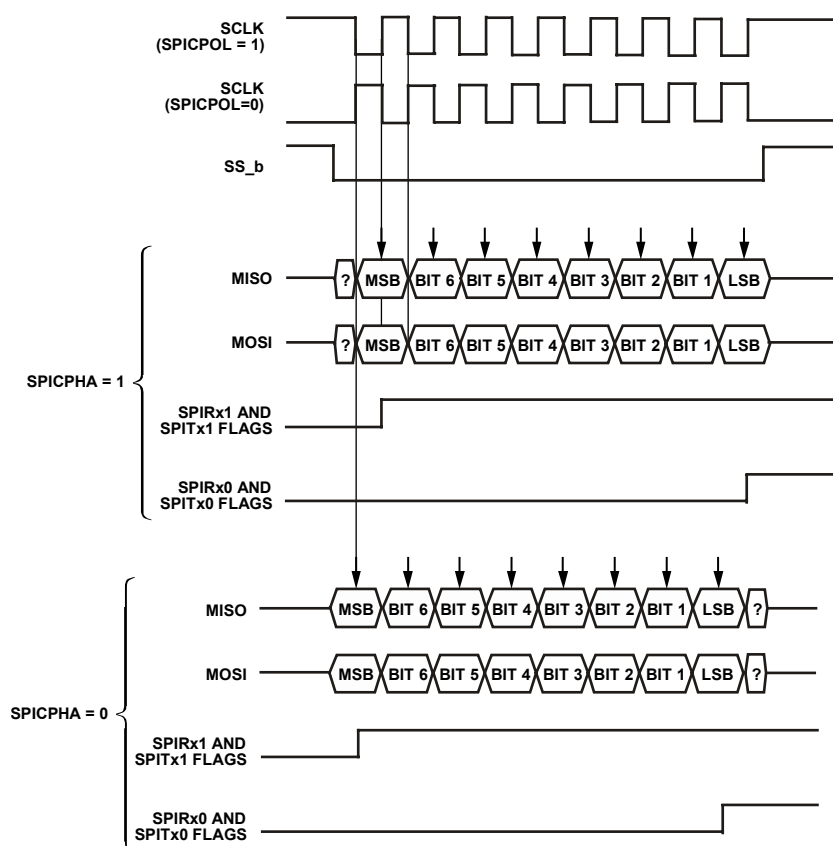 SCLK
(SPICPOL = 1)
SCLK
(SPICPOL=0)
SS_b
SPICPHA = 1
MISO ? MSB BIT 6 BIT 5 BIT 4 BIT 3 BIT 2 BIT 1 LSB
MOSI ? MSB BIT 6 BIT 5 BIT 4 BIT 3 BIT 2 BIT 1 LSB
SPIRx1 AND
SPITx1 FLAGS
SPIRx0 AND
SPITx0 FLAGS
SPICPHA = 0
MISO MSB BIT 6 BIT 5 BIT 4 BIT 3 BIT 2 BIT 1 LSB ?
MOSI MSB BIT 6 BIT 5 BIT 4 BIT 3 BIT 2 BIT 1 LSB ?
SPIRx1 AND
SPITx1 FLAGS
SPIRx0 AND
SPITx0 FLAGS